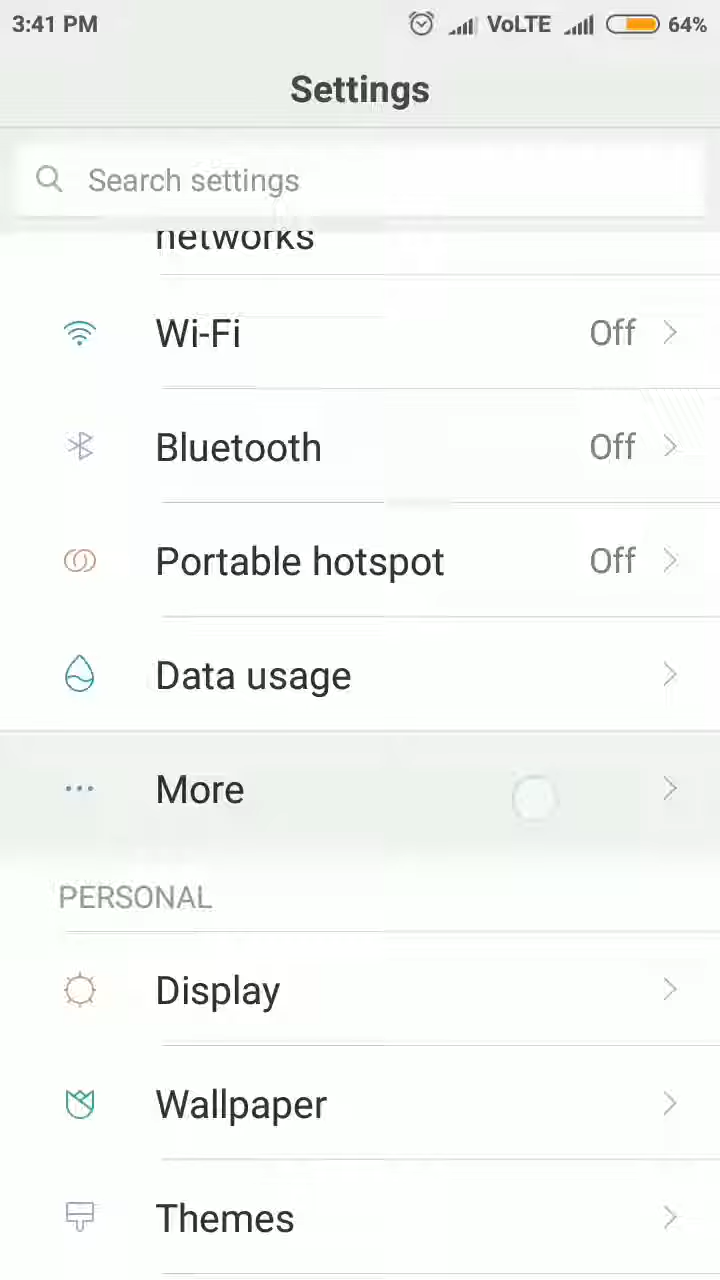 3:41 PM VoLTE 64%
Settings
Search settings
networks
Wi-Fi Off
Bluetooth Off
Portable hotspot Off
Data usage
More
PERSONAL
Display
Wallpaper
Themes